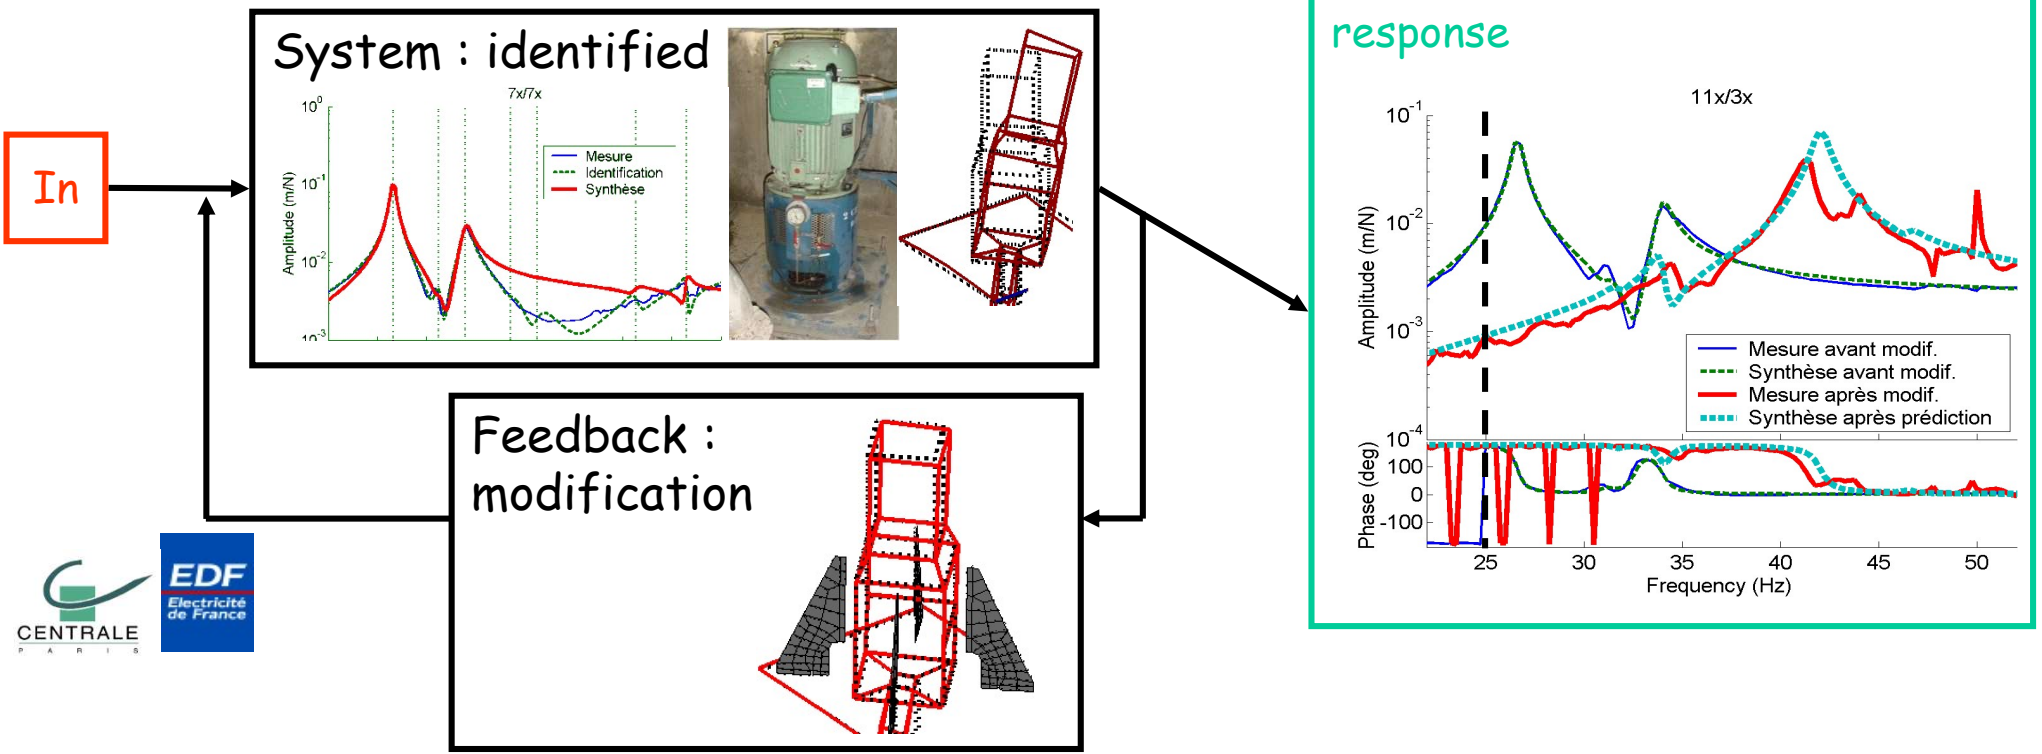 In
System : identified
7x/7x
Amplitude (m/N)
10^0
10^-1
10^-2
10^-3
Mesure
Identification
Synthèse
Feedback :
modification
CENTRALE
PARIS
EDF
Electricité
de France
response
11x/3x
Amplitude (m/N)
10^-1
10^-2
10^-3
10^-4
Mesure avant modif.
Synthèse avant modif.
Mesure après modif.
Synthèse après prédiction
Phase (deg)
100
0
-100
25 30 35 40 45 50
Frequency (Hz)